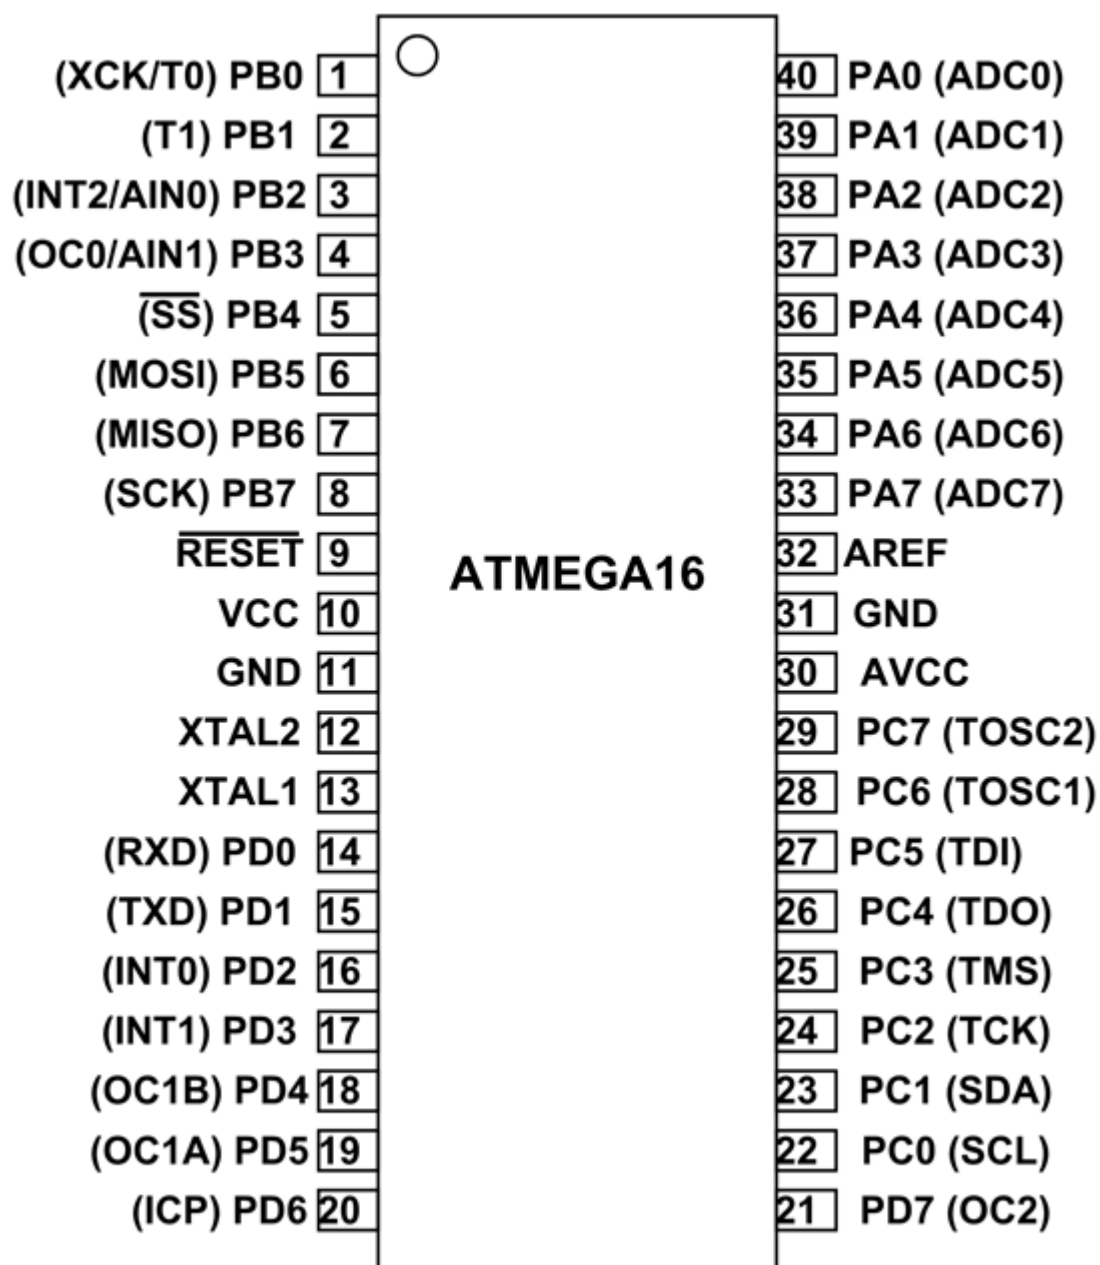 (XCK/T0) PB0 1
(T1) PB1 2
(INT2/AIN0) PB2 3
(OC0/AIN1) PB3 4
(SS) PB4 5
(MOSI) PB5 6
(MISO) PB6 7
(SCK) PB7 8
RESET 9
VCC 10
GND 11
XTAL2 12
XTAL1 13
(RXD) PD0 14
(TXD) PD1 15
(INT0) PD2 16
(INT1) PD3 17
(OC1B) PD4 18
(OC1A) PD5 19
(ICP) PD6 20
ATMEGA16
40 PA0 (ADC0)
39 PA1 (ADC1)
38 PA2 (ADC2)
37 PA3 (ADC3)
36 PA4 (ADC4)
35 PA5 (ADC5)
34 PA6 (ADC6)
33 PA7 (ADC7)
32 AREF
31 GND
30 AVCC
29 PC7 (TOSC2)
28 PC6 (TOSC1)
27 PC5 (TDI)
26 PC4 (TDO)
25 PC3 (TMS)
24 PC2 (TCK)
23 PC1 (SDA)
22 PC0 (SCL)
21 PD7 (OC2)